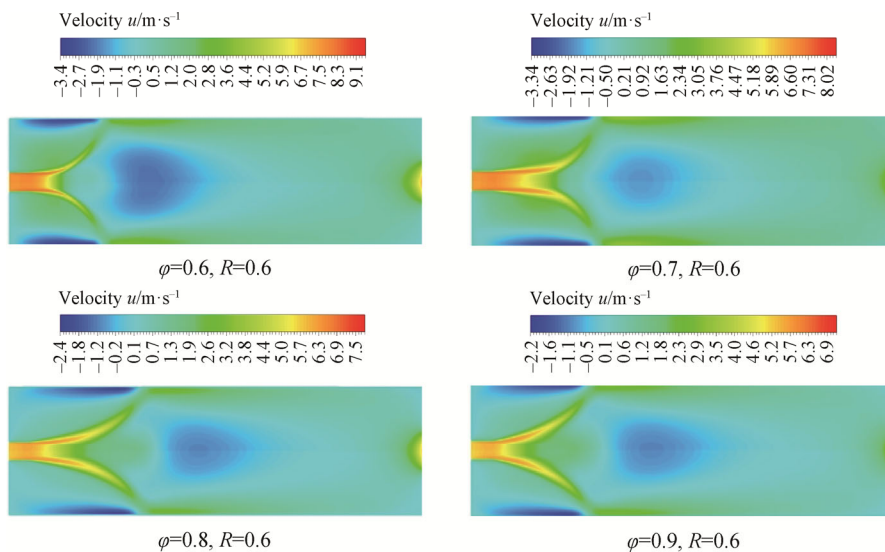 Velocity u/m·s⁻¹
−3.4 −2.7 −1.9 −1.1 −0.3 0.5 1.2 2.0 2.8 3.6 4.4 5.2 5.9 6.7 7.5 8.3 9.1
φ=0.6, R=0.6
Velocity u/m·s⁻¹
−3.34 −2.63 −1.92 −1.21 −0.50 0.21 0.92 1.63 2.34 3.05 3.76 4.47 5.18 5.89 6.60 7.31 8.02
φ=0.7, R=0.6
Velocity u/m·s⁻¹
−2.4 −1.8 −1.2 −0.2 0.1 0.7 1.3 1.9 2.6 3.2 3.8 4.4 5.0 5.7 6.3 6.9 7.5
φ=0.8, R=0.6
Velocity u/m·s⁻¹
−2.2 −1.6 −1.1 −0.5 0.1 0.6 1.2 1.8 2.3 2.9 3.5 4.0 4.6 5.2 5.7 6.3 6.9
φ=0.9, R=0.6